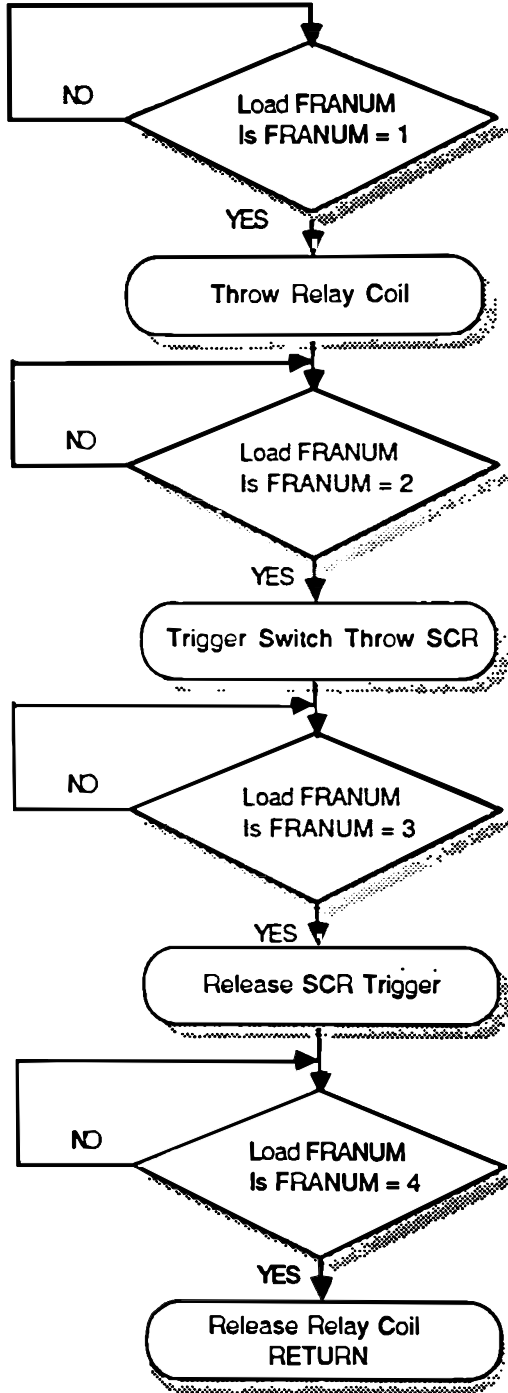 NO
Load FRANUM
Is FRANUM = 1
YES
Throw Relay Coil
NO
Load FRANUM
Is FRANUM = 2
YES
Trigger Switch Throw SCR
NO
Load FRANUM
Is FRANUM = 3
YES
Release SCR Trigger
NO
Load FRANUM
Is FRANUM = 4
YES
Release Relay Coil
RETURN